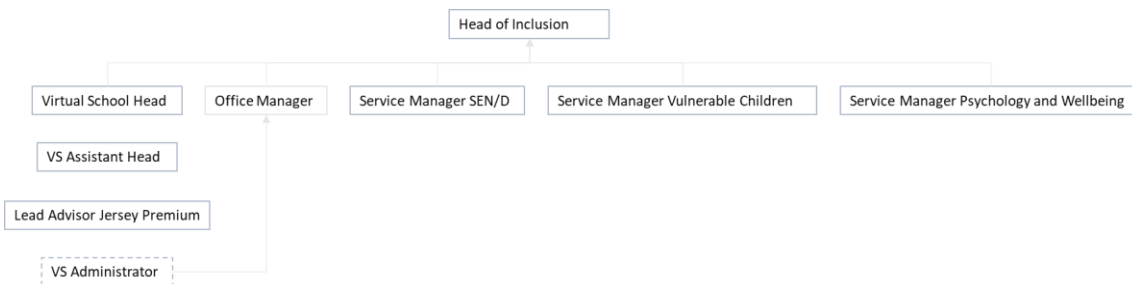 Head of Inclusion
Virtual School Head
Office Manager
Service Manager SEN/D
Service Manager Vulnerable Children
Service Manager Psychology and Wellbeing
VS Assistant Head
Lead Advisor Jersey Premium
VS Administrator